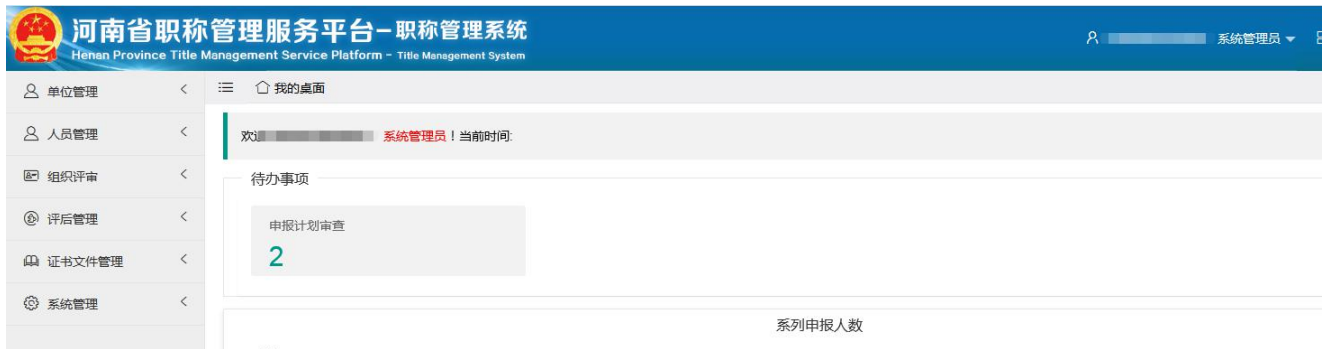 河南省职称管理服务平台-职称管理系统
Henan Province Title Management Service Platform - Title Management System
系统管理员
单位管理
我的桌面
人员管理
系统管理员！当前时间:
组织评审
待办事项
评后管理
申报计划审查
2
证书文件管理
系统管理
系列申报人数